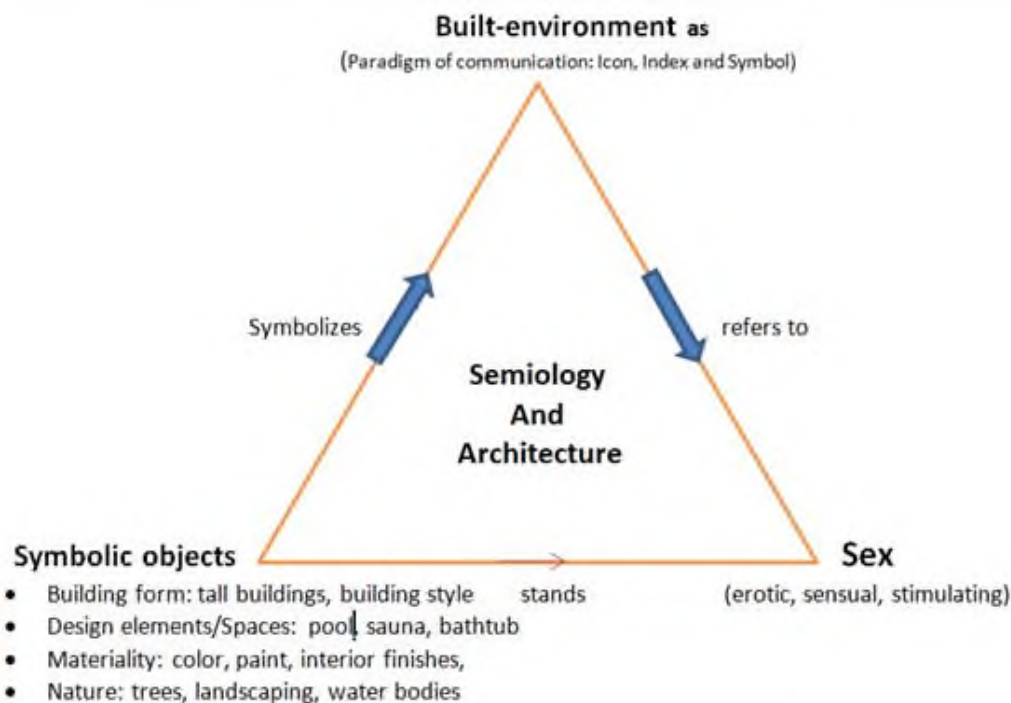 Built-environment as
(Paradigm of communication: Icon, Index and Symbol)
Symbolizes
refers to
Semiology
And
Architecture
Symbolic objects
Sex
• Building form: tall buildings, building style stands (erotic, sensual, stimulating)
• Design elements/Spaces: pool, sauna, bathtub
• Materiality: color, paint, interior finishes,
• Nature: trees, landscaping, water bodies